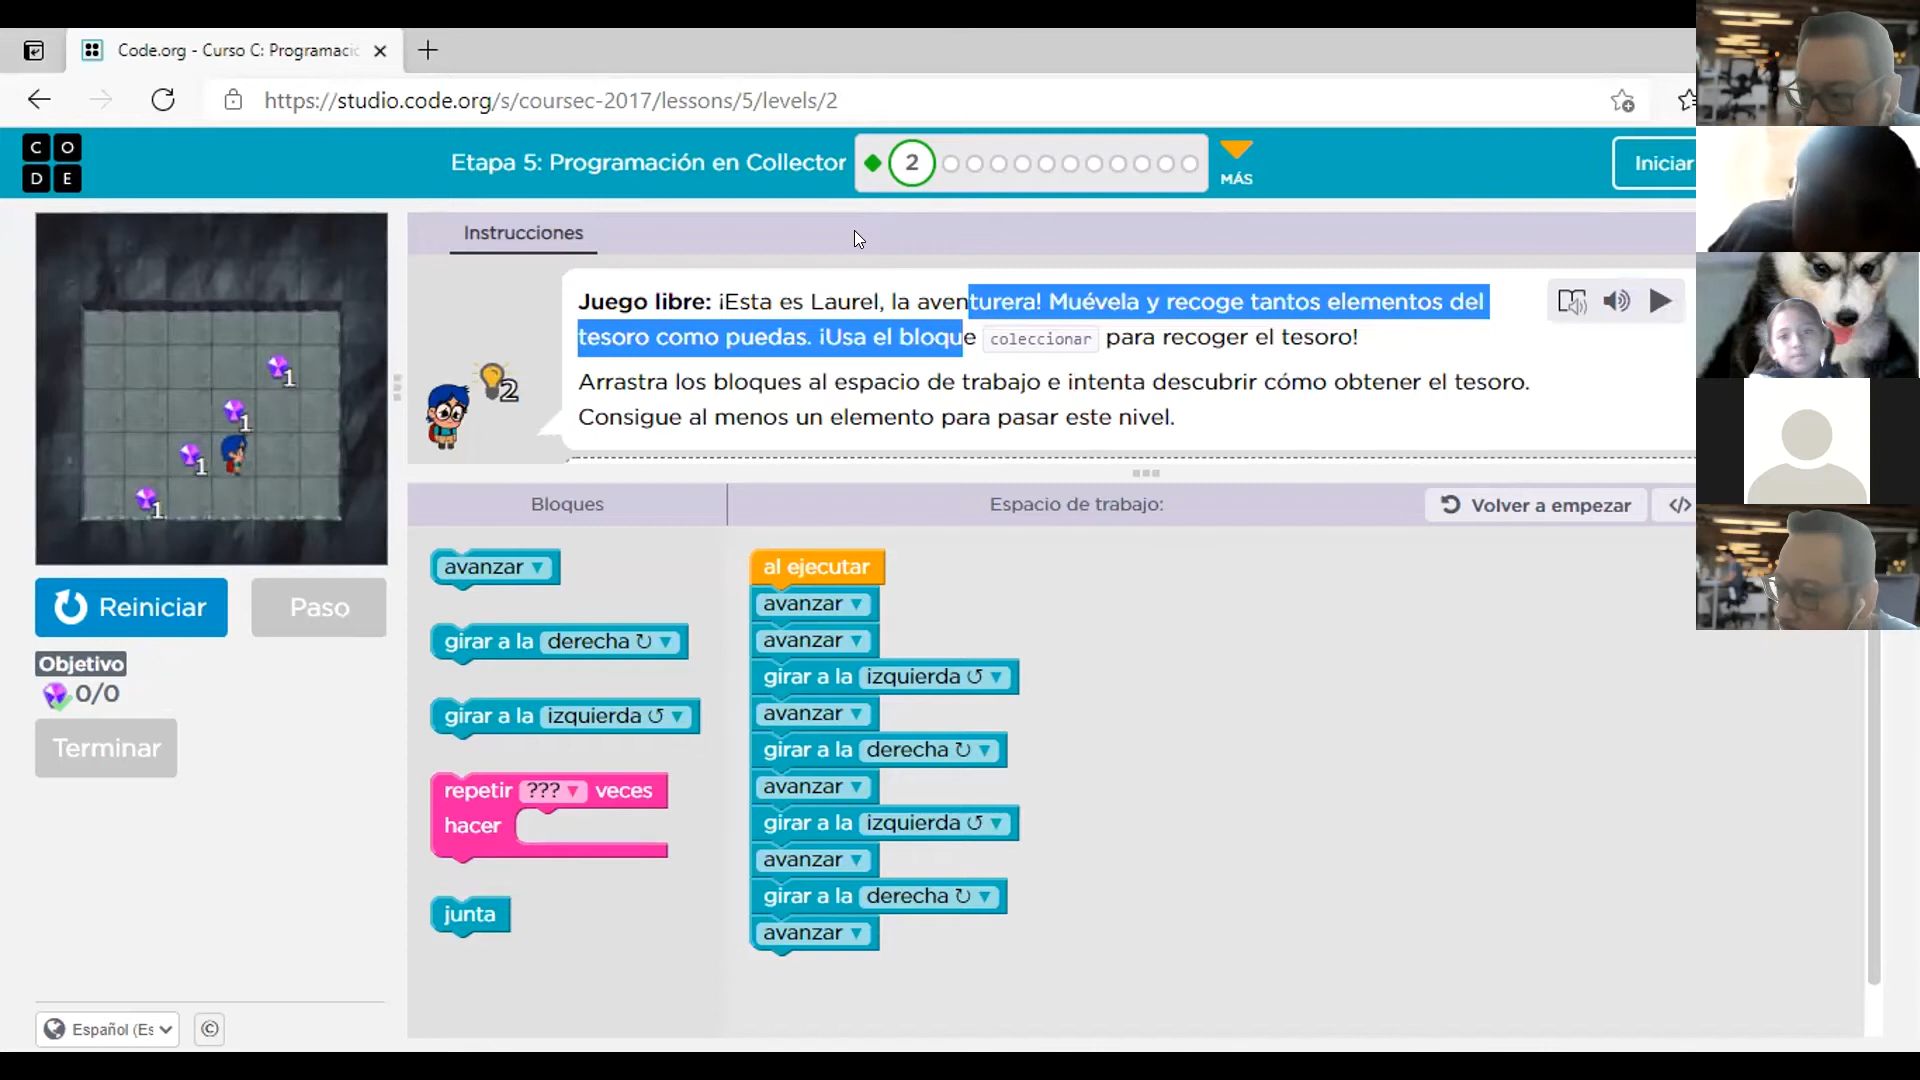 Code.org - Curso C: Programació
https://studio.code.org/s/coursec-2017/lessons/5/levels/2
C O
D E
Etapa 5: Programación en Collector
2
MÁS
Iniciar
Instrucciones
Juego libre: ¡Esta es Laurel, la aventurera! Muévela y recoge tantos elementos del
tesoro como puedas. ¡Usa el bloque coleccionar para recoger el tesoro!
Arrastra los bloques al espacio de trabajo e intenta descubrir cómo obtener el tesoro.
Consigue al menos un elemento para pasar este nivel.
2
1
1
1
1
Reiniciar
Paso
Objetivo
0/0
Terminar
Español (Es
©
Bloques
Espacio de trabajo:
Volver a empezar
</>
avanzar
girar a la derecha
girar a la izquierda
repetir ??? veces
hacer
junta
al ejecutar
avanzar
avanzar
girar a la izquierda
avanzar
girar a la derecha
avanzar
girar a la izquierda
avanzar
girar a la derecha
avanzar